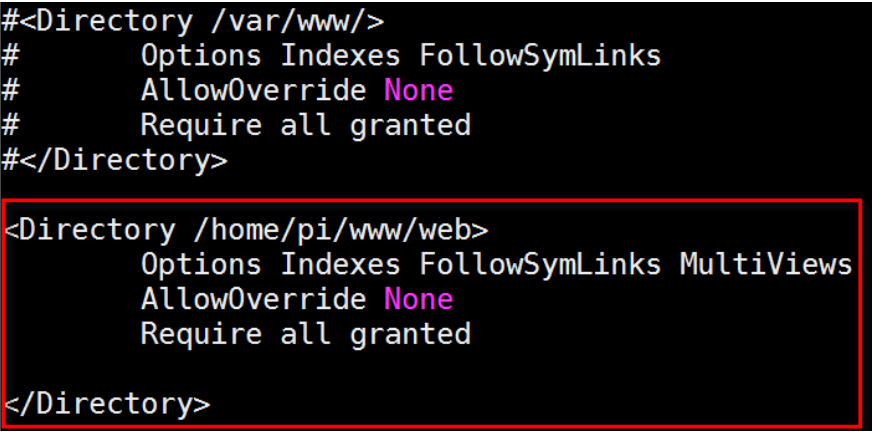 #<Directory /var/www/>
#       Options Indexes FollowSymLinks
#       AllowOverride None
#       Require all granted
#</Directory>
<Directory /home/pi/www/web>
        Options Indexes FollowSymLinks MultiViews
        AllowOverride None
        Require all granted
</Directory>